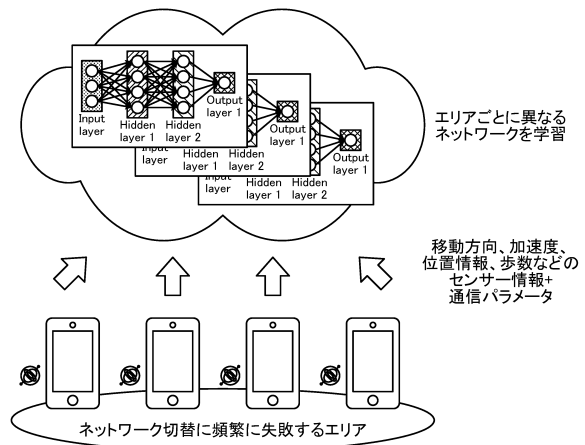 Input
layer
Hidden
layer 1
Hidden
layer 2
Output
layer 1
layer
Hidden
layer 1
Hidden
layer 2
Output
layer 1
layer
Hidden
layer 1
Hidden
layer 2
Output
layer 1
エリアごとに異なる
ネットワークを学習
移動方向、加速度、
位置情報、歩数などの
センサー情報+
通信パラメータ
ネットワーク切替に頻繁に失敗するエリア